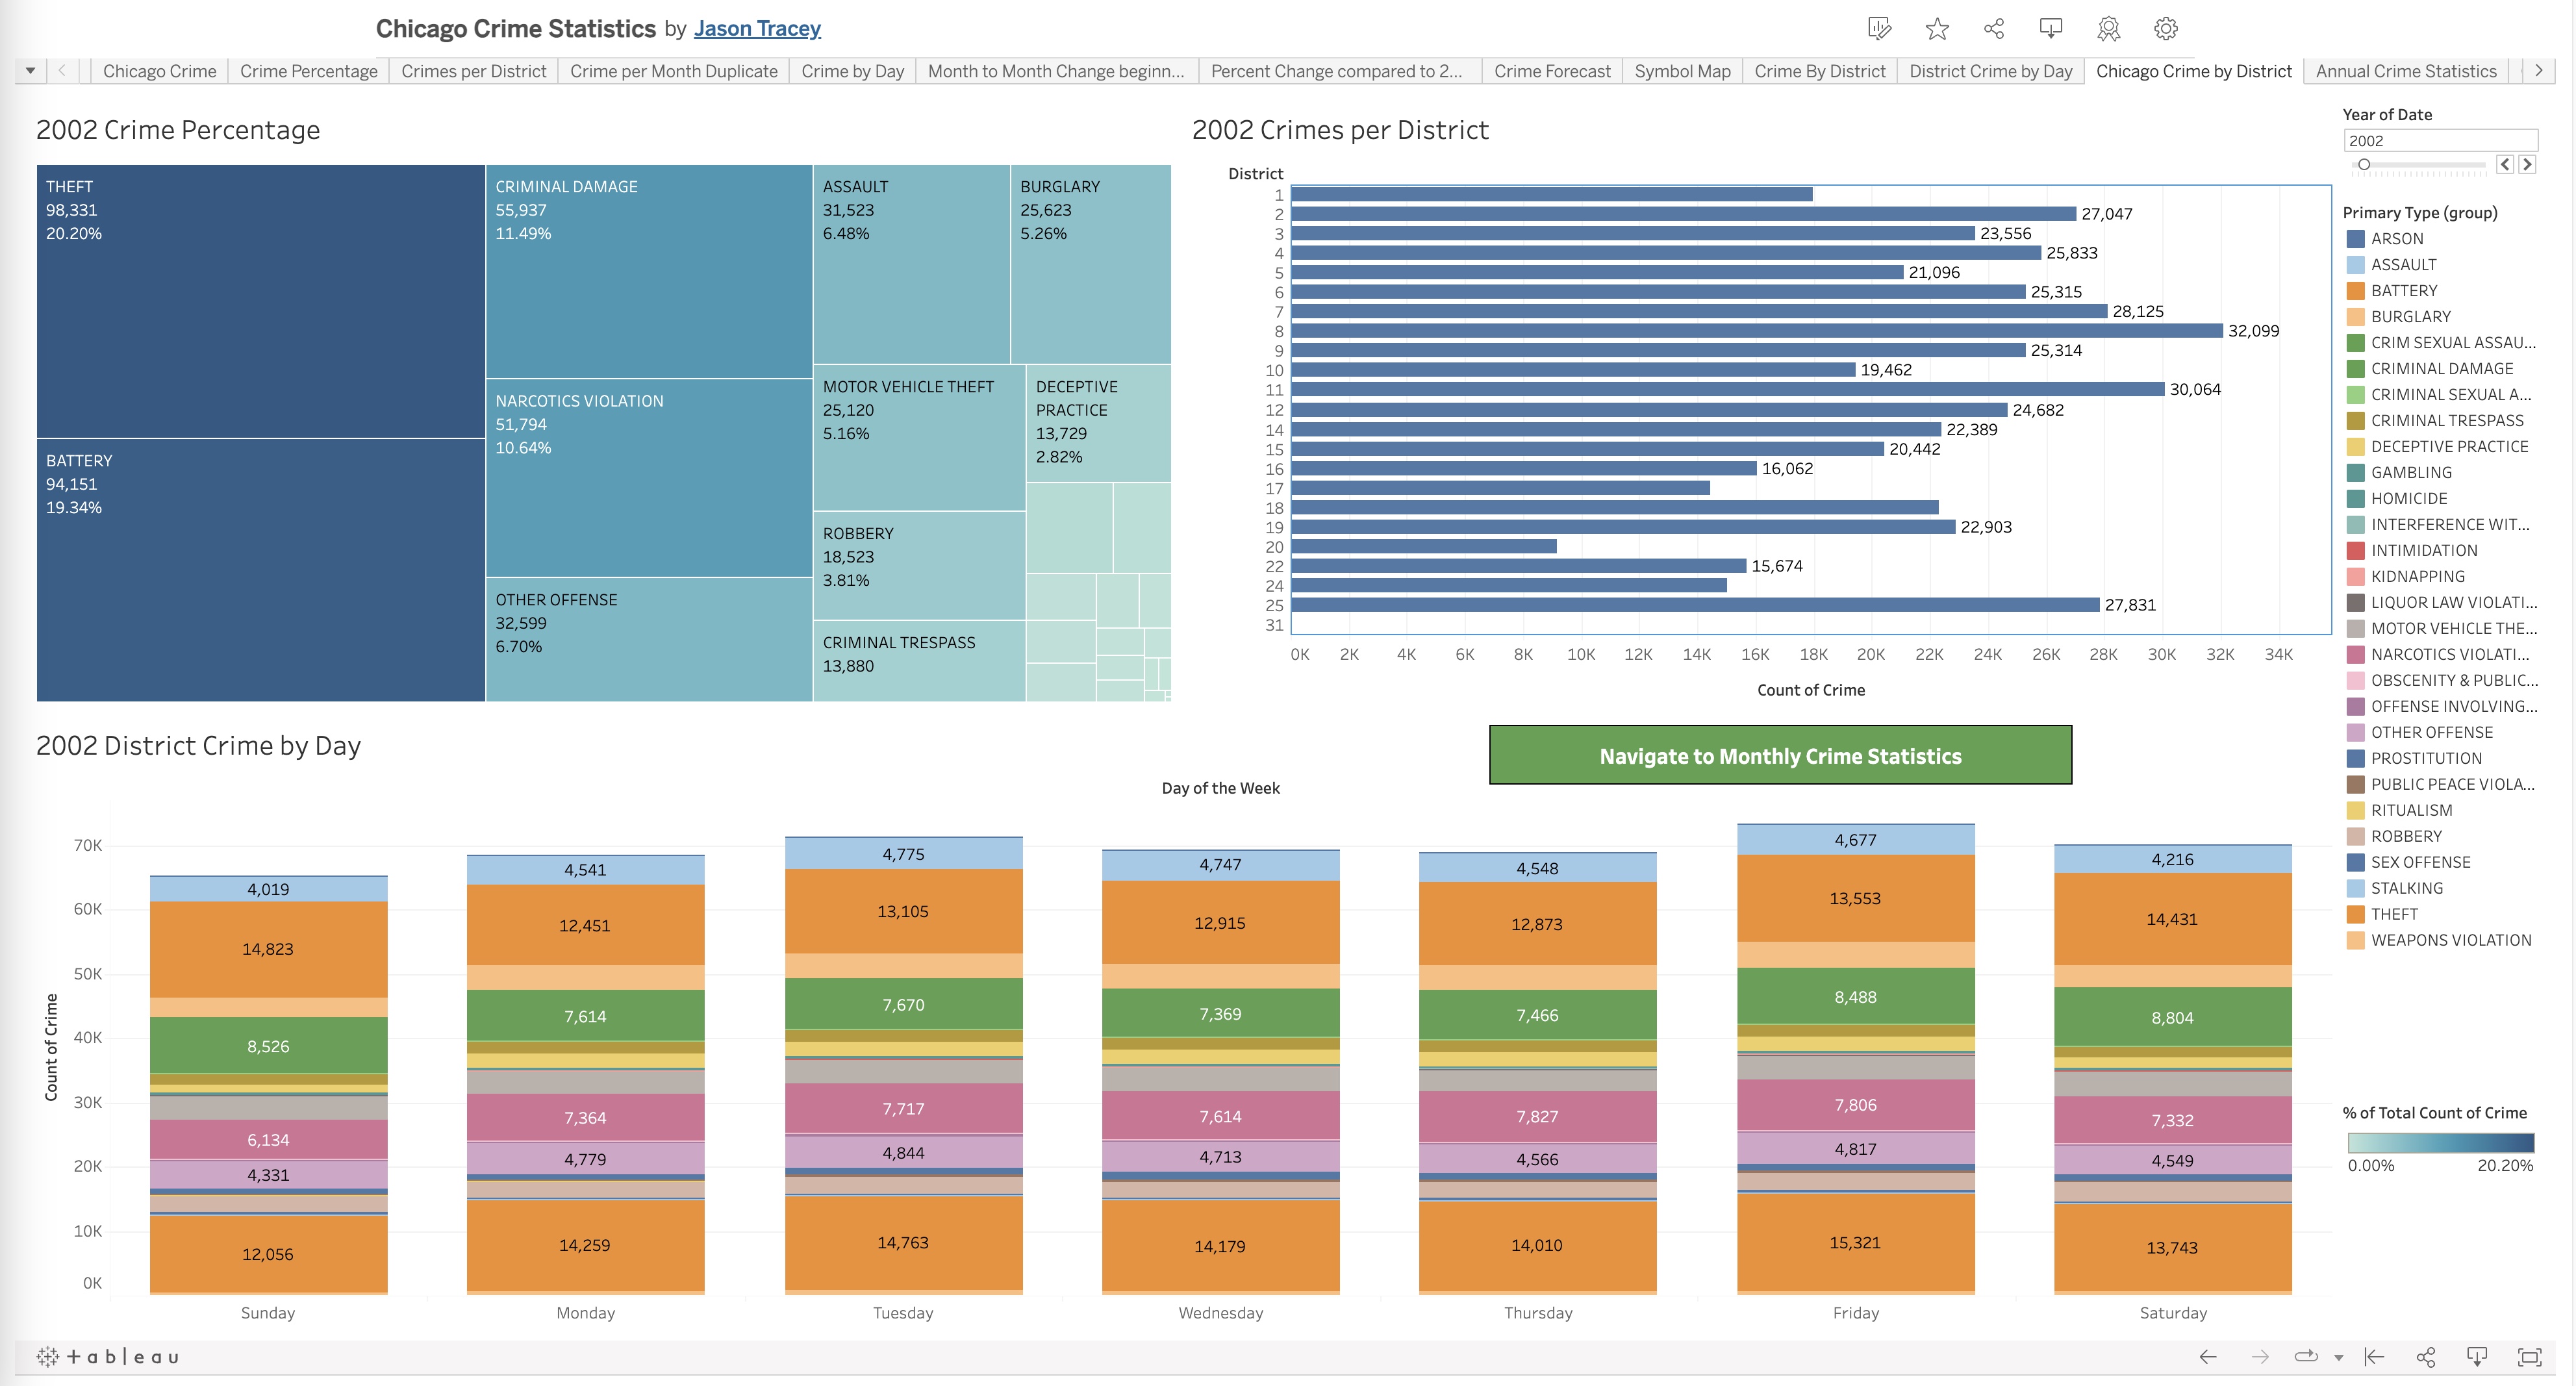 Chicago Crime Statistics by Jason Tracey
Chicago Crime
Crime Percentage
Crimes per District
Crime per Month Duplicate
Crime by Day
Month to Month Change beginn...
Percent Change compared to 2...
Crime Forecast
Symbol Map
Crime By District
District Crime by Day
Chicago Crime by District
Annual Crime Statistics
2002 Crime Percentage
THEFT
98,331
20.20%
BATTERY
94,151
19.34%
CRIMINAL DAMAGE
55,937
11.49%
NARCOTICS VIOLATION
51,794
10.64%
OTHER OFFENSE
32,599
6.70%
ASSAULT
31,523
6.48%
BURGLARY
25,623
5.26%
MOTOR VEHICLE THEFT
25,120
5.16%
DECEPTIVE
PRACTICE
13,729
2.82%
ROBBERY
18,523
3.81%
CRIMINAL TRESPASS
13,880
2002 Crimes per District
District
1
2 27,047
3 23,556
4 25,833
5 21,096
6 25,315
7 28,125
8 32,099
9 25,314
10 19,462
11 30,064
12 24,682
14 22,389
15 20,442
16 16,062
17
18
19 22,903
20
22 15,674
24
25 27,831
31
0K 2K 4K 6K 8K 10K 12K 14K 16K 18K 20K 22K 24K 26K 28K 30K 32K 34K
Count of Crime
Year of Date
2002
Primary Type (group)
ARSON
ASSAULT
BATTERY
BURGLARY
CRIM SEXUAL ASSAU...
CRIMINAL DAMAGE
CRIMINAL SEXUAL A...
CRIMINAL TRESPASS
DECEPTIVE PRACTICE
GAMBLING
HOMICIDE
INTERFERENCE WIT...
INTIMIDATION
KIDNAPPING
LIQUOR LAW VIOLATI...
MOTOR VEHICLE THE...
NARCOTICS VIOLATI...
OBSCENITY & PUBLIC...
OFFENSE INVOLVING...
OTHER OFFENSE
PROSTITUTION
PUBLIC PEACE VIOLA...
RITUALISM
ROBBERY
SEX OFFENSE
STALKING
THEFT
WEAPONS VIOLATION
% of Total Count of Crime
0.00% 20.20%
2002 District Crime by Day
Navigate to Monthly Crime Statistics
Day of the Week
Count of Crime
70K
60K
50K
40K
30K
20K
10K
0K
4,019
14,823
8,526
6,134
4,331
12,056
Sunday
4,541
12,451
7,614
7,364
4,779
14,259
Monday
4,775
13,105
7,670
7,717
4,844
14,763
Tuesday
4,747
12,915
7,369
7,614
4,713
14,179
Wednesday
4,548
12,873
7,466
7,827
4,566
14,010
Thursday
4,677
13,553
8,488
7,806
4,817
15,321
Friday
4,216
14,431
8,804
7,332
4,549
13,743
Saturday
+ a b l e a u